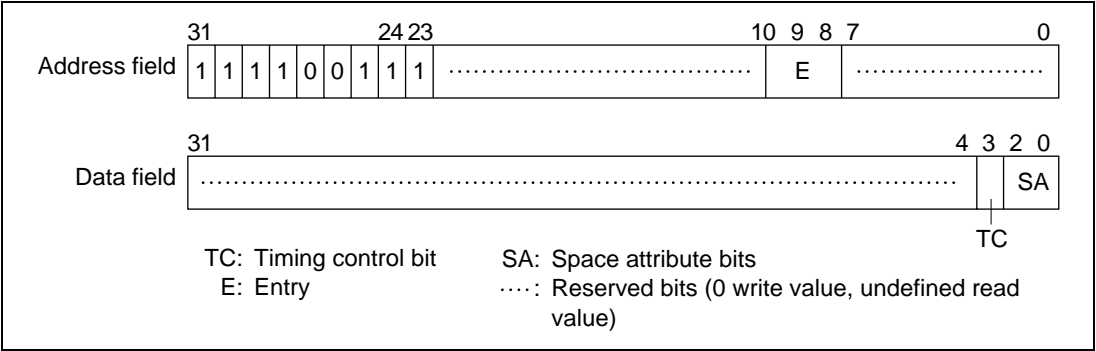 31 24 23 10 9 8 7 0
Address field 1 1 1 1 0 0 1 1 1 E
31 4 3 2 0
Data field SA
TC
TC: Timing control bit SA: Space attribute bits
E: Entry ····: Reserved bits (0 write value, undefined read
value)